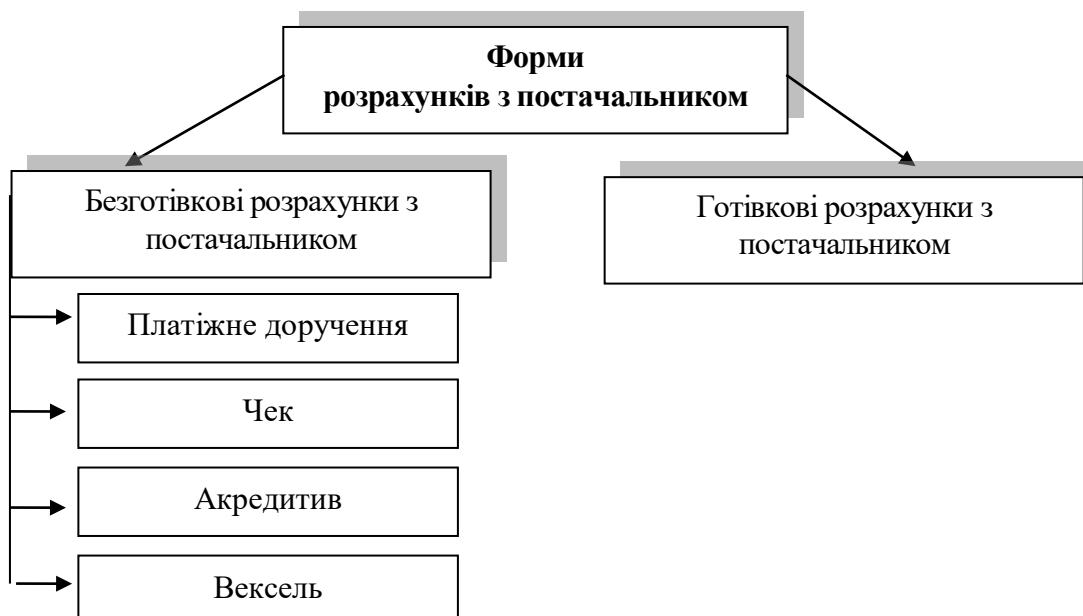 Форми
розрахунків з постачальником
Безготівкові розрахунки з
постачальником
Готівкові розрахунки з
постачальником
Платіжне доручення
Чек
Акредитив
Вексель